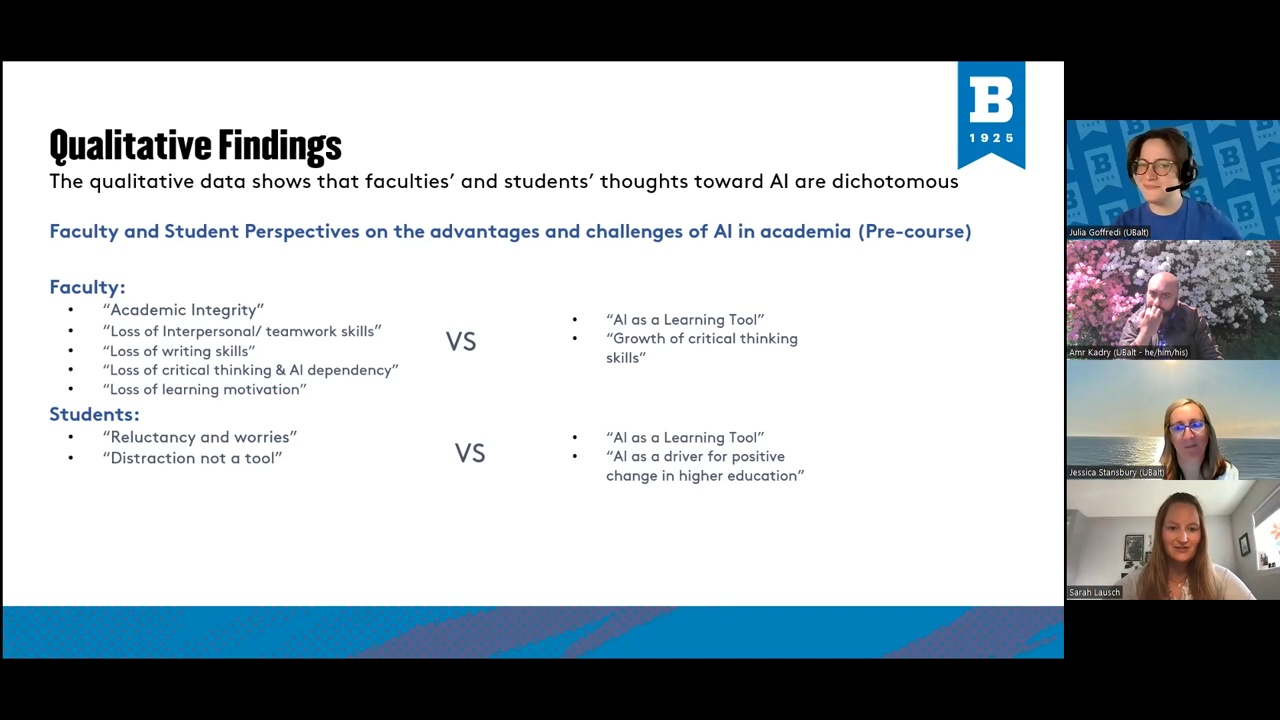 B
1925
Qualitative Findings
The qualitative data shows that faculties’ and students’ thoughts toward AI are dichotomous
Faculty and Student Perspectives on the advantages and challenges of AI in academia (Pre-course)
Faculty:
• “Academic Integrity”
• “Loss of Interpersonal/ teamwork skills”
• “Loss of writing skills”
• “Loss of critical thinking & AI dependency”
• “Loss of learning motivation”
VS
• “AI as a Learning Tool”
• “Growth of critical thinking
skills”
Students:
• “Reluctancy and worries”
• “Distraction not a tool”
VS
• “AI as a Learning Tool”
• “AI as a driver for positive
change in higher education”
Julia Goffredi (UBalt)
Amr Kadry (UBalt - he/him/his)
Jessica Stansbury (UBalt)
Sarah Lausch